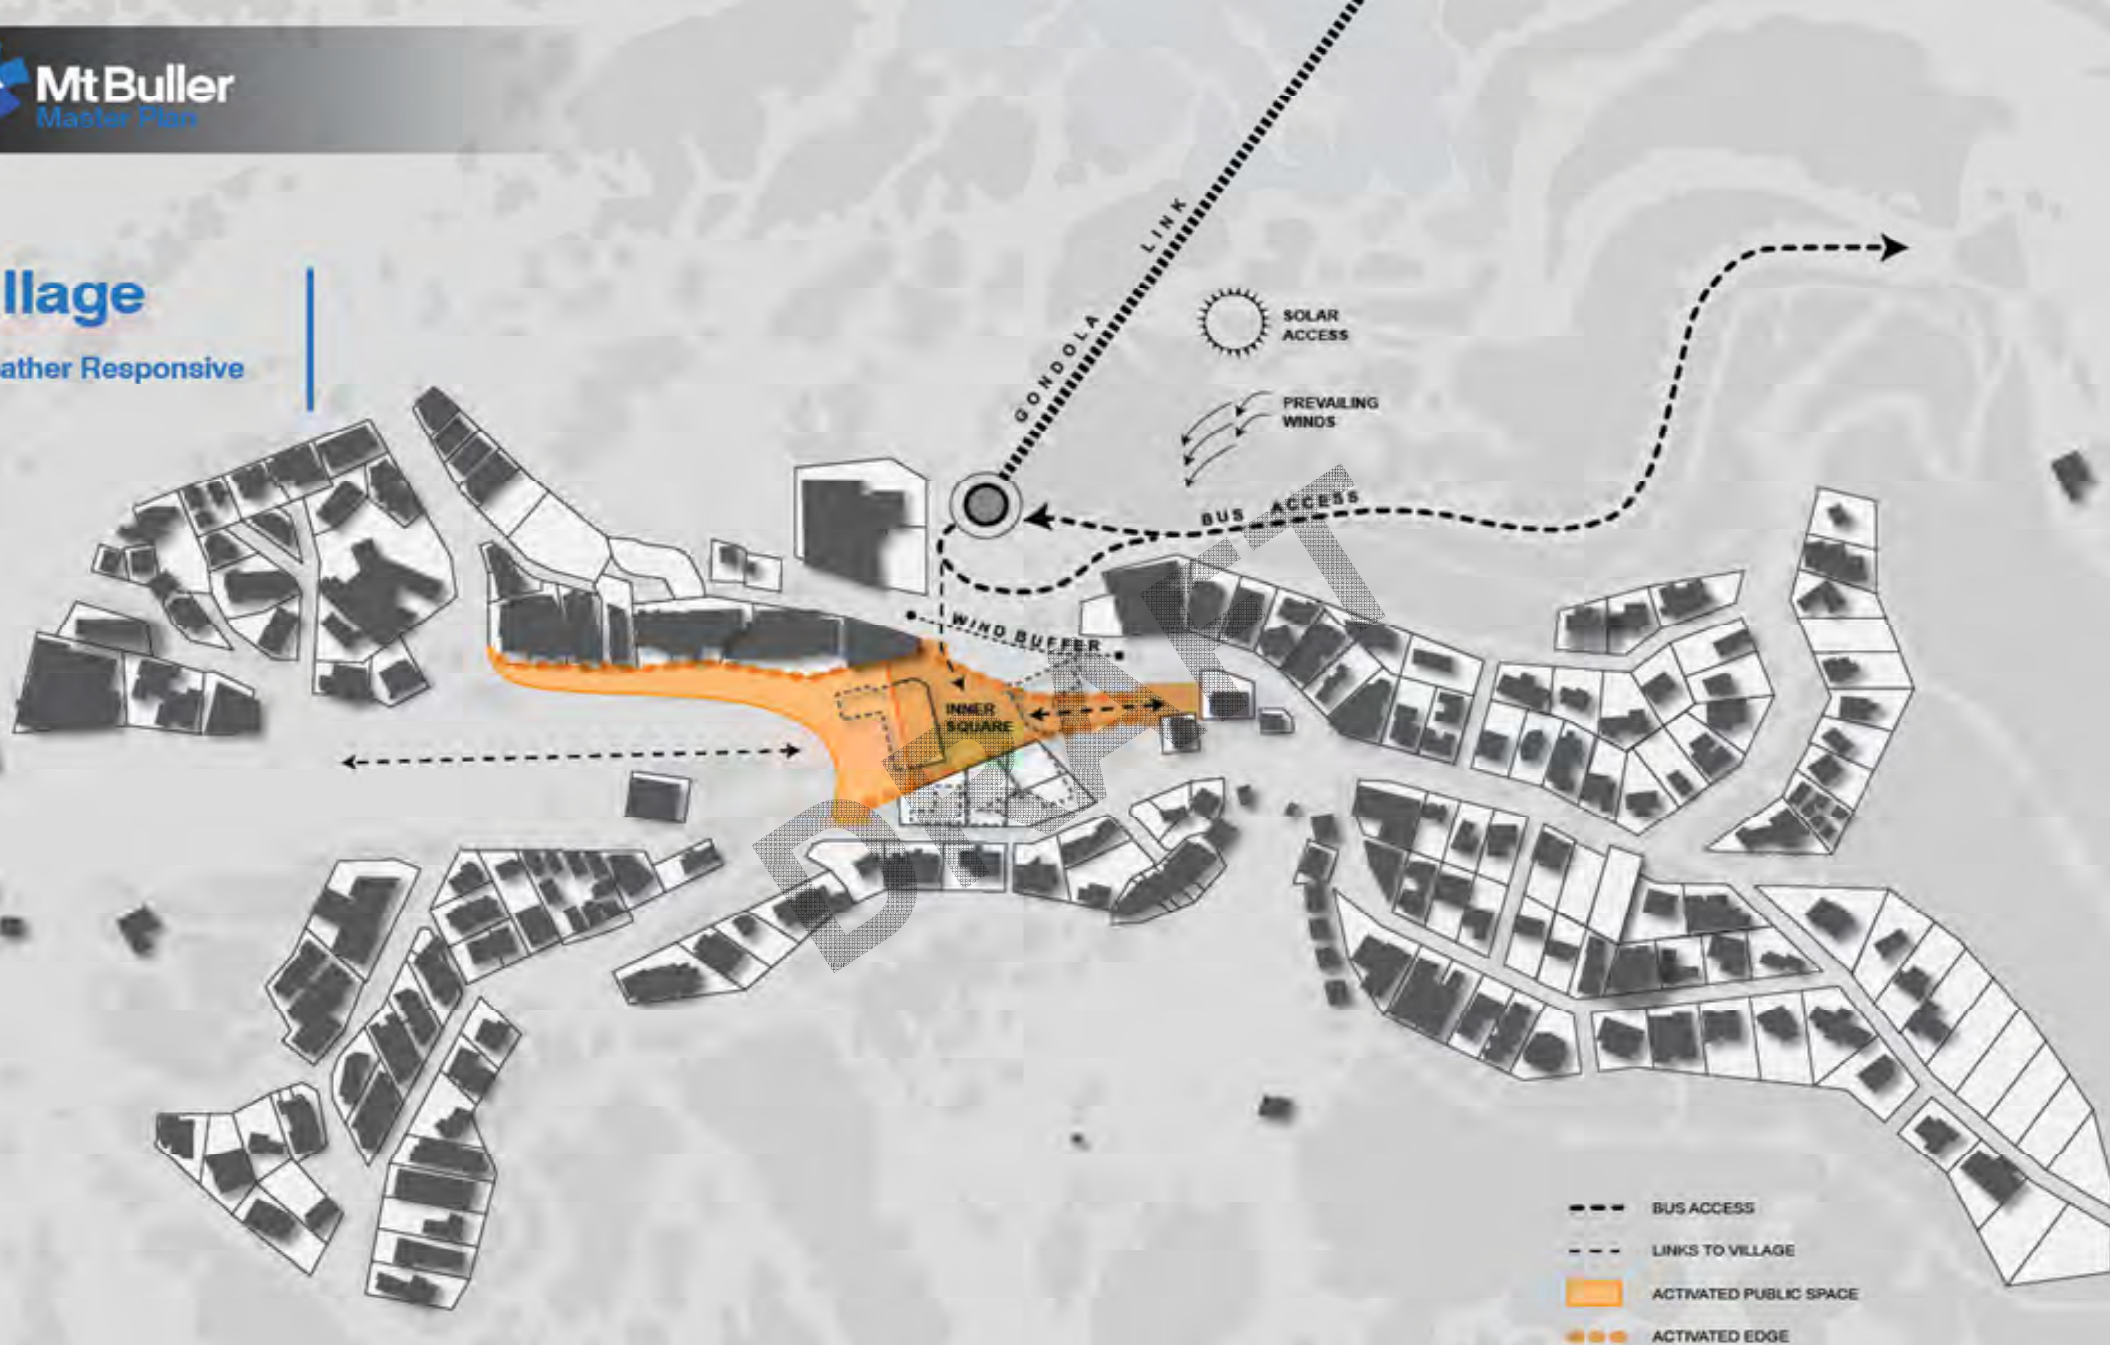 Mt Buller
Master Plan
llage
ather Responsive
GONDOLA LINK
SOLAR
ACCESS
PREVAILING
WINDS
BUS ACCESS
WIND BUFFER
INNER
SQUARE
DRAFT
BUS ACCESS
LINKS TO VILLAGE
ACTIVATED PUBLIC SPACE
ACTIVATED EDGE